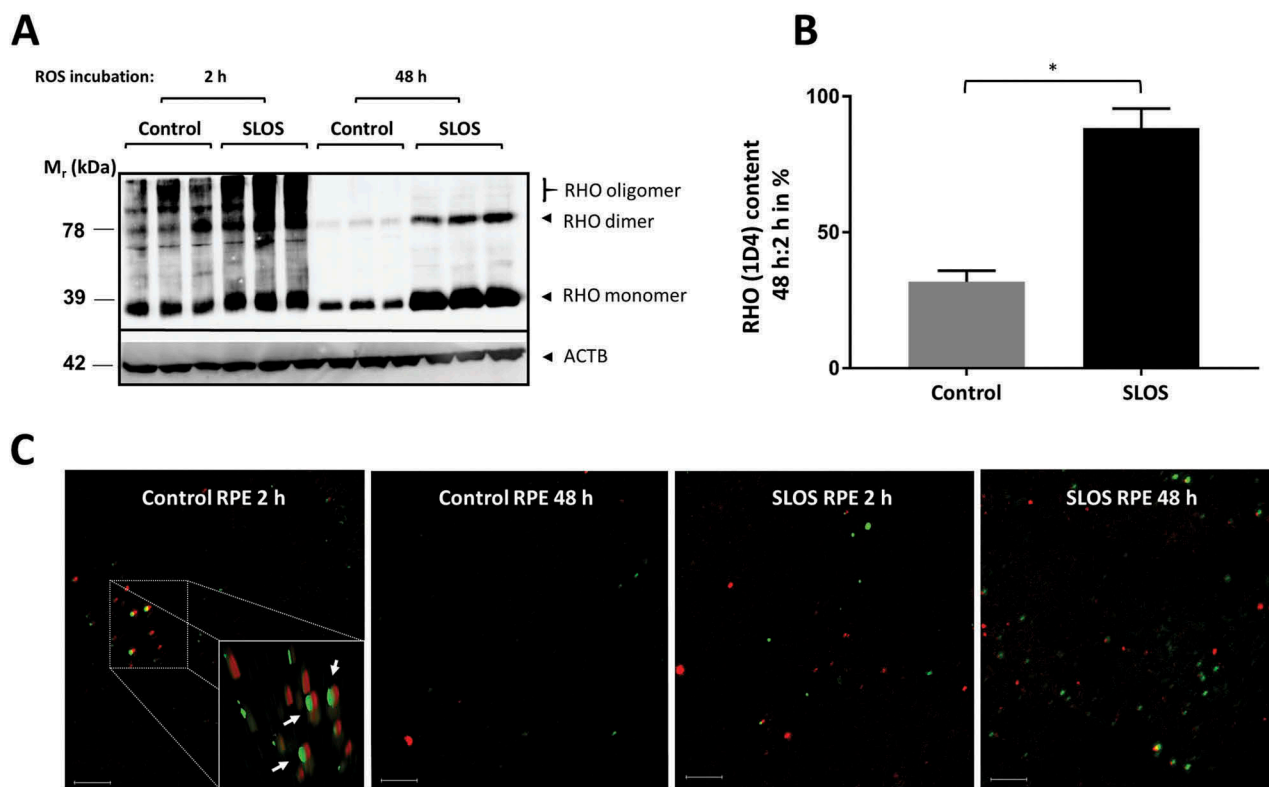 A
ROS incubation: 2 h 48 h
Control SLOS Control SLOS
Mᵣ (kDa)
RHO oligomer
RHO dimer
78
39
RHO monomer
42
ACTB
B
*
RHO (1D4) content
48 h:2 h in %
100
50
0
Control SLOS
C
Control RPE 2 h
Control RPE 48 h
SLOS RPE 2 h
SLOS RPE 48 h